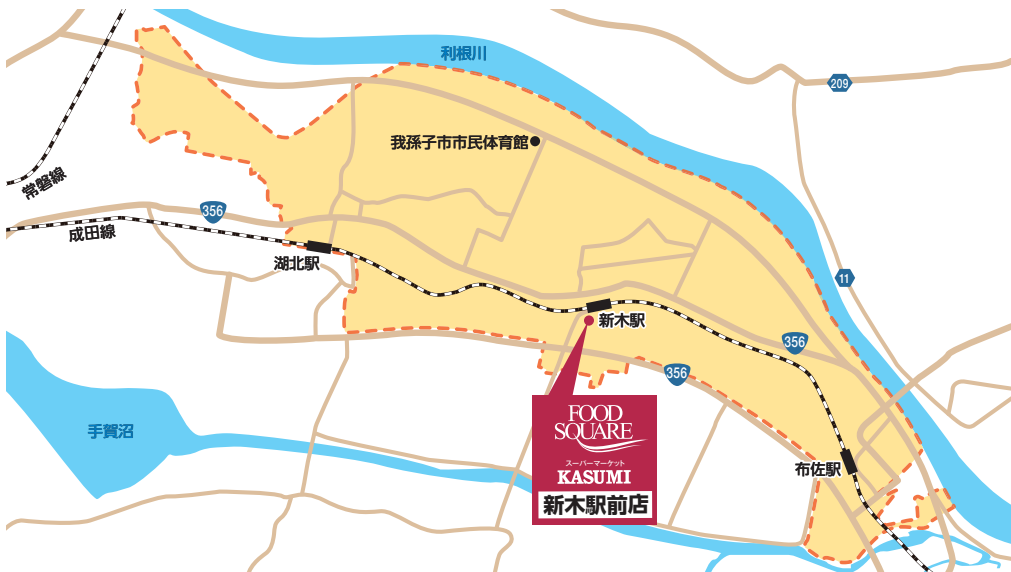 利根川
209
我孫子市市民体育館
常磐線
356
成田線
湖北駅
11
新木駅
356
356
手賀沼
FOOD
SQUARE
スーパーマーケット
KASUMI
新木駅前店
布佐駅